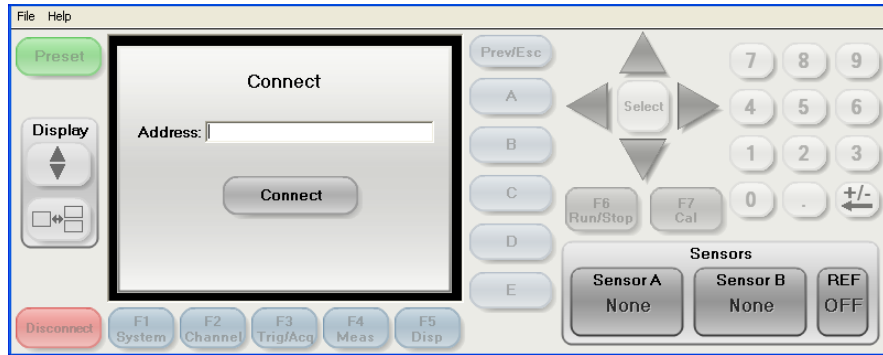 File Help
Preset
Connect
Address:
Connect
Display
Disconnect
F1
System
F2
Channel
F3
Trig/Acq
F4
Meas
F5
Disp
Prev/Esc
A
B
C
D
E
Select
F6
Run/Stop
F7
Cal
7 8 9
4 5 6
1 2 3
0 . +/-
Sensors
Sensor A
None
Sensor B
None
REF
OFF